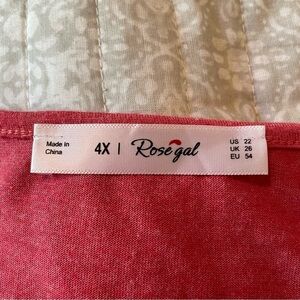 Made In
China
4X | Rosegal
US 22
UK 26
EU 54